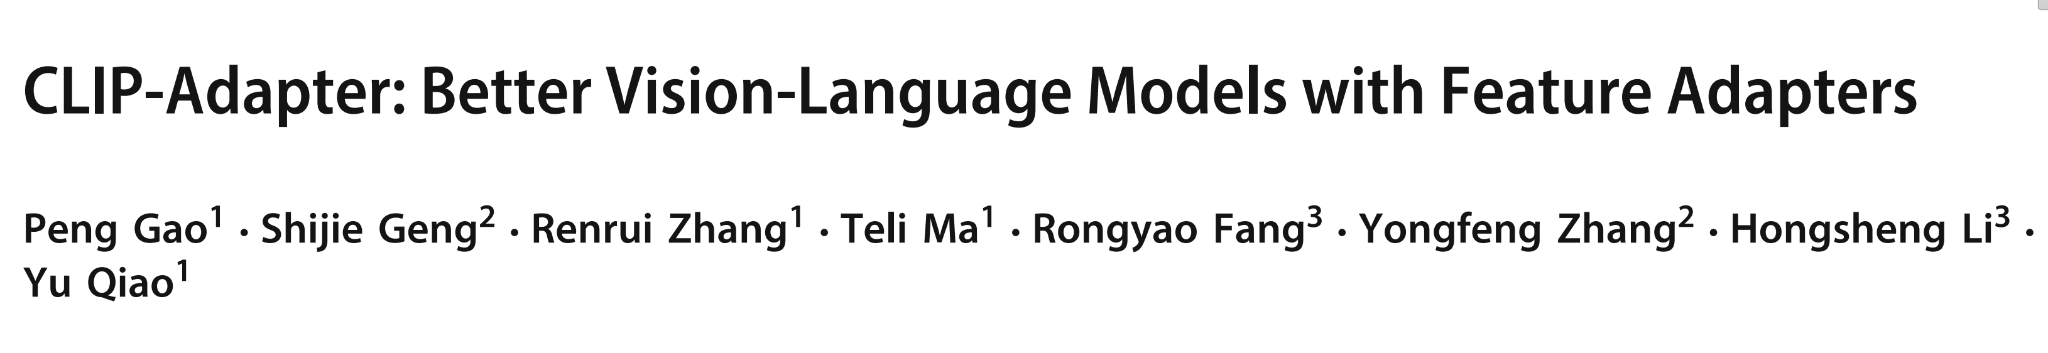 CLIP-Adapter: Better Vision-Language Models with Feature Adapters
Peng Gao¹ · Shijie Geng² · Renrui Zhang¹ · Teli Ma¹ · Rongyao Fang³ · Yongfeng Zhang² · Hongsheng Li³ ·
Yu Qiao¹